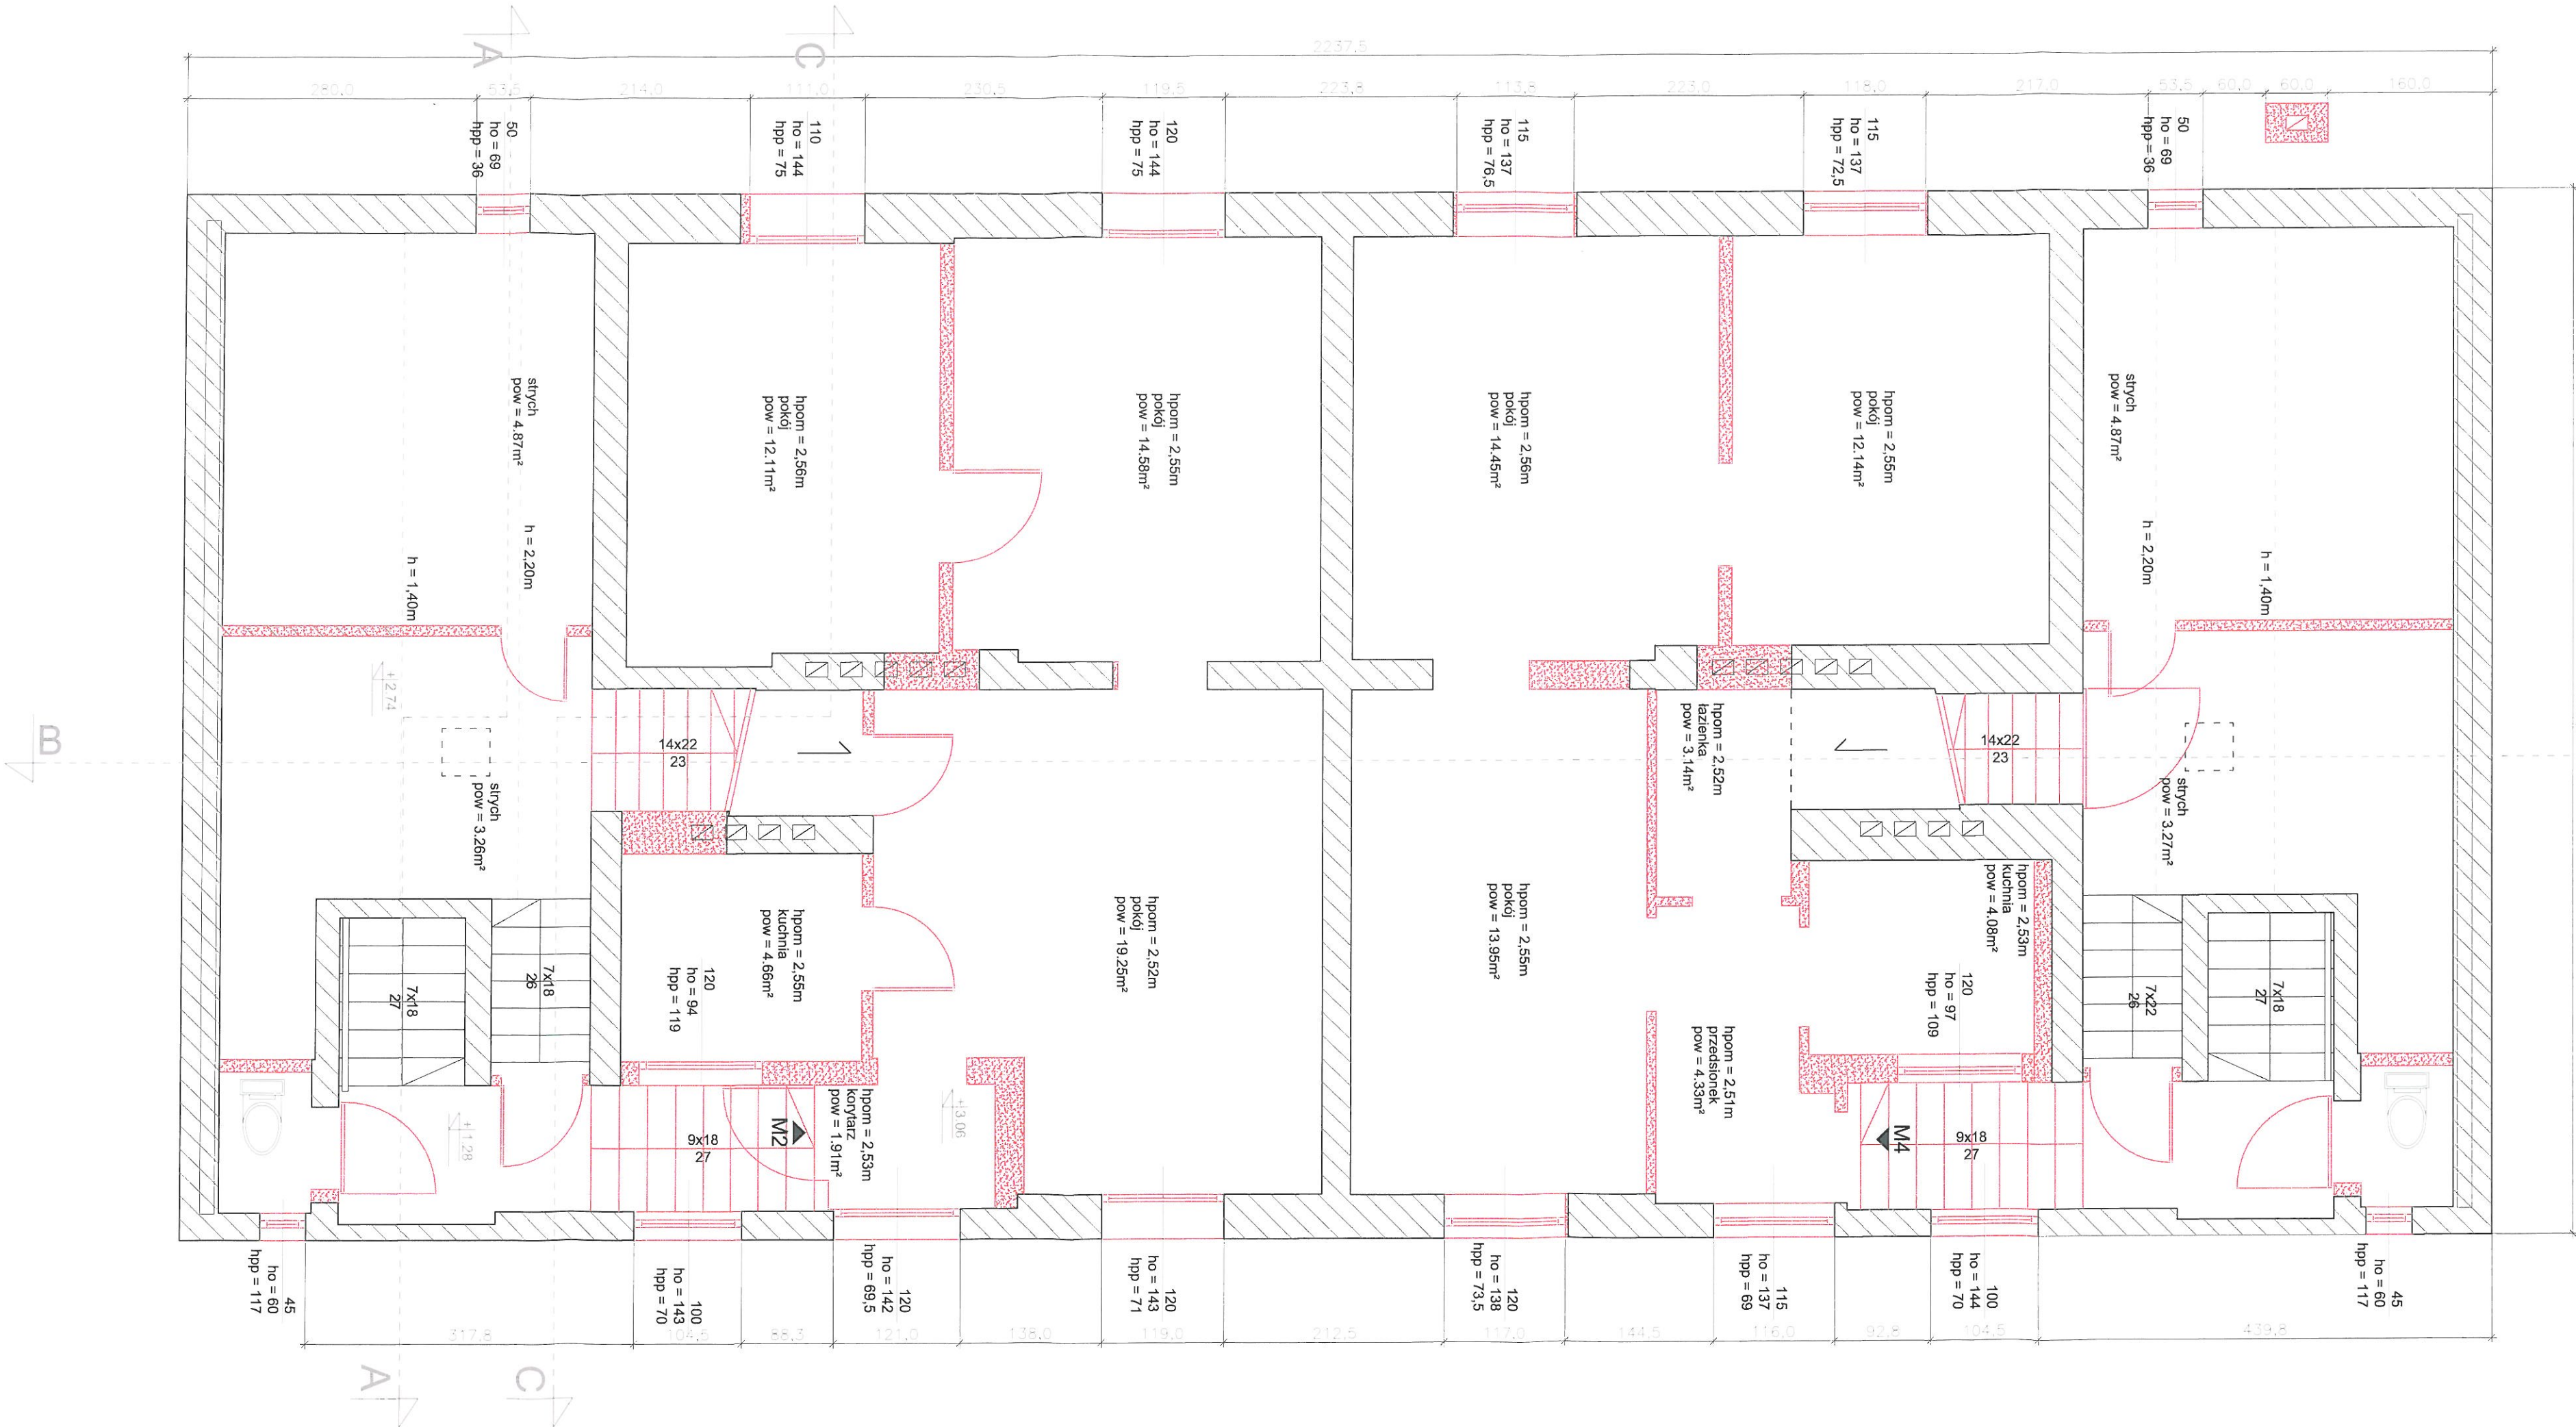 2237,5
280,0
53,5
214,0
111,0
230,5
119,5
223,8
113,8
223,0
118,0
217,0
53,5
60,0
60,0
160,0
A
C
50
ho = 69
hpp = 36
110
ho = 144
hpp = 75
120
ho = 144
hpp = 75
115
ho = 137
hpp = 76,5
115
ho = 137
hpp = 72,5
50
ho = 69
hpp = 36
strych
pow = 4.87m²
h = 2,20m
h = 1,40m
hpom = 2,56m
pokój
pow = 12.11m²
hpom = 2,55m
pokój
pow = 14.58m²
hpom = 2,56m
pokój
pow = 14.45m²
hpom = 2,55m
pokój
pow = 12.14m²
strych
pow = 4.87m²
h = 2,20m
h = 1,40m
+2.74
B
strych
pow = 3.26m²
14x22
23
1
hpom = 2,52m
łazienka
pow = 3.14m²
1
14x22
23
strych
pow = 3.27m²
7x18
27
7x18
26
hpom = 2,55m
kuchnia
pow = 4.66m²
120
ho = 94
hpp = 119
hpom = 2,52m
pokój
pow = 19.25m²
hpom = 2,55m
pokój
pow = 13.95m²
hpom = 2,53m
kuchnia
pow = 4.08m²
120
ho = 97
hpp = 109
7x22
26
7x18
27
+1.28
9x18
27
M2
hpom = 2,53m
korytarz
pow = 1.91m²
+3.06
hpom = 2,51m
przedsionek
pow = 4.33m²
M4
9x18
27
45
ho = 60
hpp = 117
100
ho = 143
hpp = 70
120
ho = 142
hpp = 69,5
120
ho = 143
hpp = 71
120
ho = 138
hpp = 73,5
115
ho = 137
hpp = 69
100
ho = 144
hpp = 70
45
ho = 60
hpp = 117
317,8
104,5
88,3
121,0
138,0
119,0
212,5
117,0
144,5
116,0
92,8
104,5
439,8
A
C